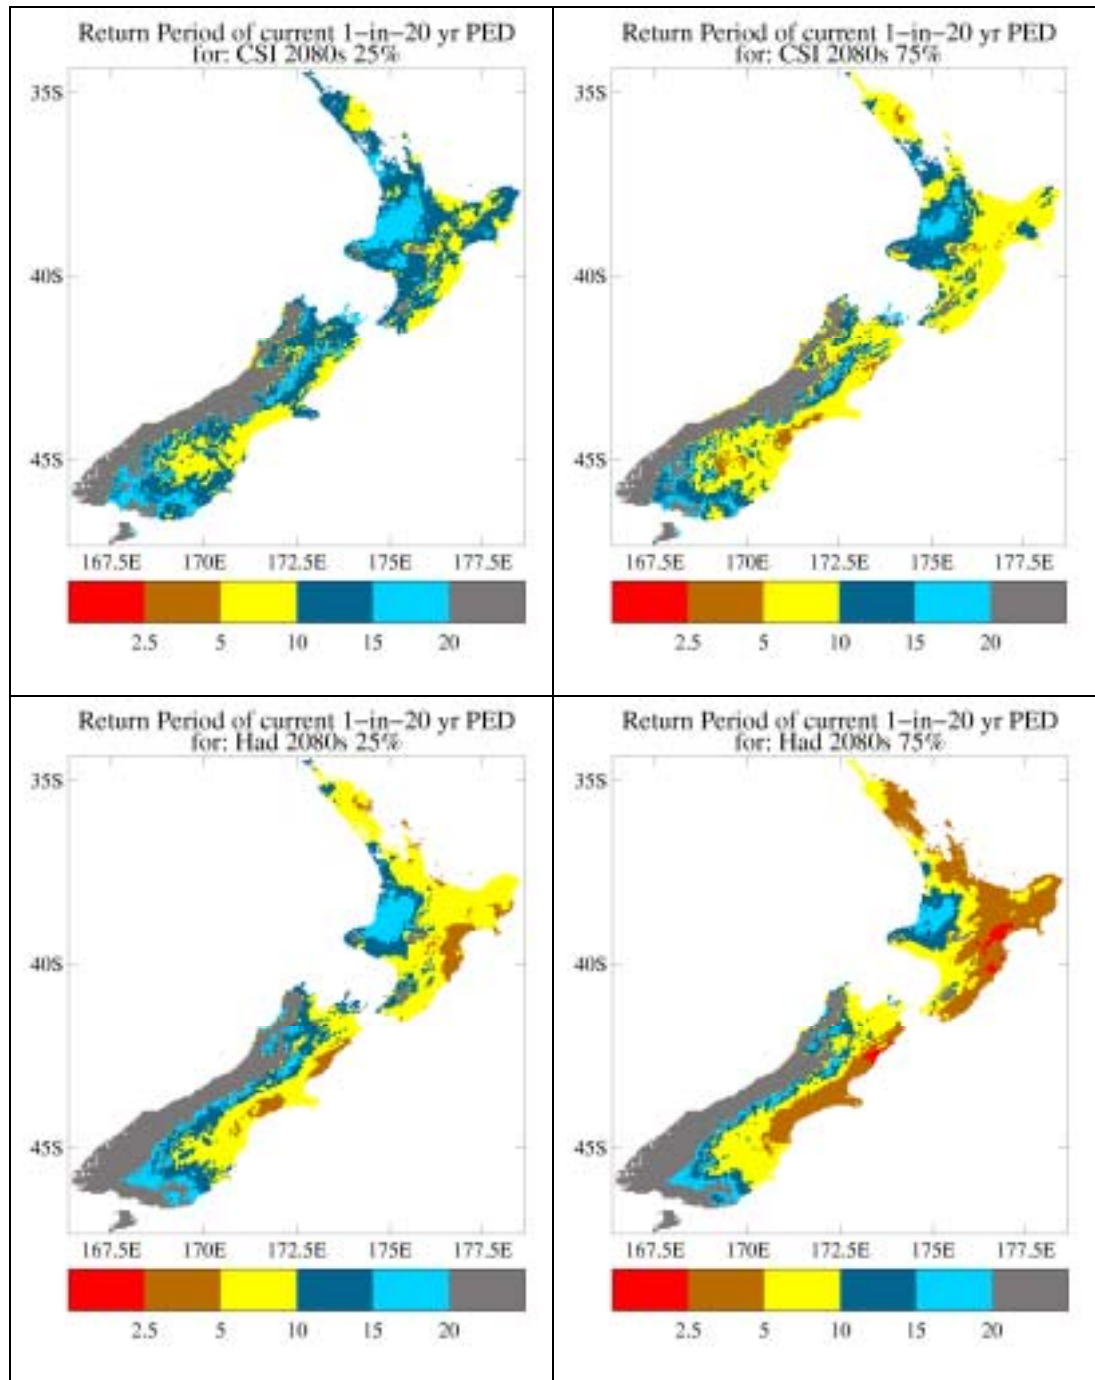 Return Period of current 1-in-20 yr PED
for: CSI 2080s 25%
35S
40S
45S
167.5E 170E 172.5E 175E 177.5E
2.5 5 10 15 20
Return Period of current 1-in-20 yr PED
for: CSI 2080s 75%
35S
40S
45S
167.5E 170E 172.5E 175E 177.5E
2.5 5 10 15 20
Return Period of current 1-in-20 yr PED
for: Had 2080s 25%
35S
40S
45S
167.5E 170E 172.5E 175E 177.5E
2.5 5 10 15 20
Return Period of current 1-in-20 yr PED
for: Had 2080s 75%
35S
40S
45S
167.5E 170E 172.5E 175E 177.5E
2.5 5 10 15 20